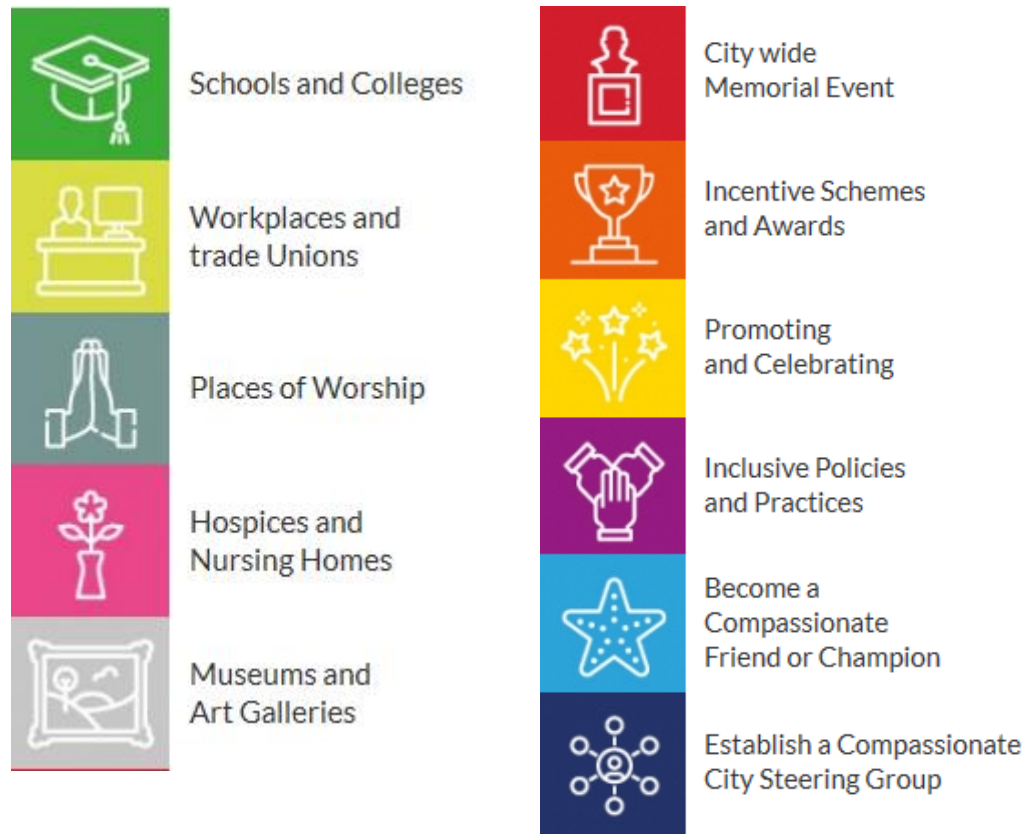 Schools and Colleges
Workplaces and
trade Unions
Places of Worship
Hospices and
Nursing Homes
Museums and
Art Galleries
City wide
Memorial Event
Incentive Schemes
and Awards
Promoting
and Celebrating
Inclusive Policies
and Practices
Become a
Compassionate
Friend or Champion
Establish a Compassionate
City Steering Group